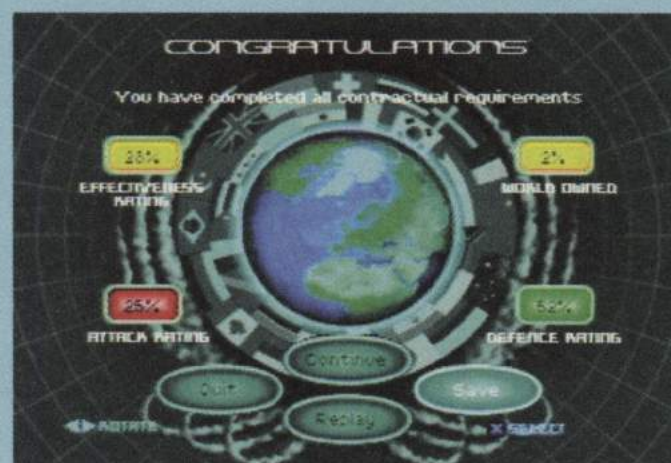 CONGRATULATIONS
You have completed all contractual requirements
2%
EFFECTIVENESS RATING
WORLD OWNED
25%
52%
ATTACK RATING
DEFENCE RATING
Continue
Quit
Save
Replay
ROTATE
X SELECT